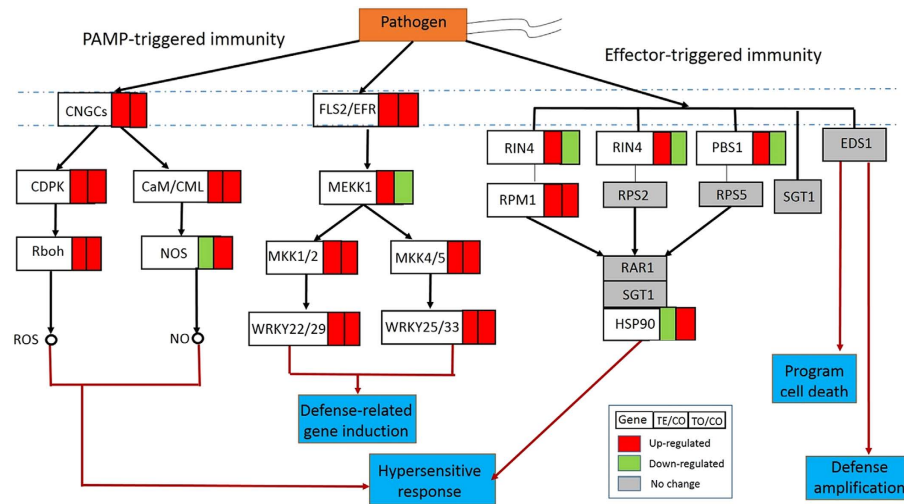 Pathogen
PAMP-triggered immunity
Effector-triggered immunity
CNGCs
FLS2/EFR
RIN4
RIN4
PBS1
EDS1
CDPK
CaM/CML
MEKK1
RPM1
RPS2
RPS5
SGT1
Rboh
NOS
MKK1/2
MKK4/5
RAR1
SGT1
HSP90
WRKY22/29
WRKY25/33
ROS
NO
Program
cell death
Defense-related
gene induction
Gene TE/CO TO/CO
Up-regulated
Down-regulated
No change
Hypersensitive
response
Defense
amplification